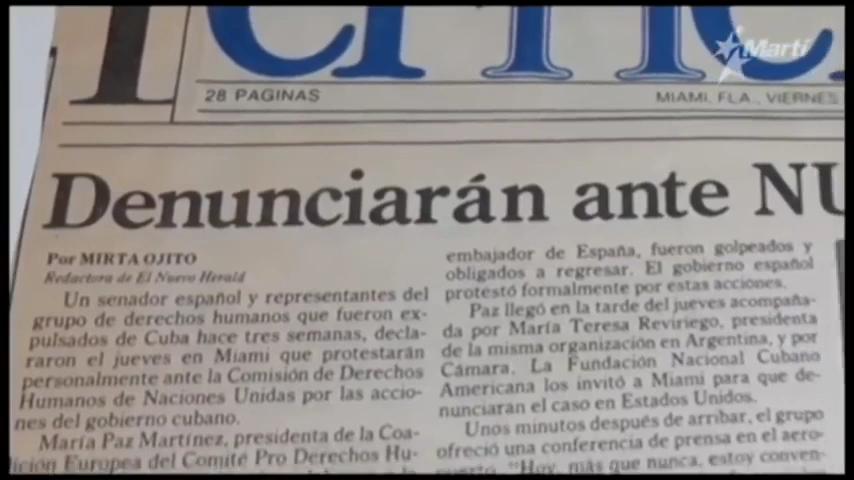 Martí
28 PAGINAS
MIAMI, FLA., VIERNES
Denunciarán ante NU
Por MIRTA OJITO
Redactora de El Nuevo Herald
Un senador español y representantes del
grupo de derechos humanos que fueron ex-
pulsados de Cuba hace tres semanas, decla-
raron el jueves en Miami que protestarán
personalmente ante la Comisión de Derechos
Humanos de Naciones Unidas por las accio-
nes del gobierno cubano.
María Paz Martínez, presidenta de la Coa-
lición Europea del Comité Pro Derechos Hu-
embajador de España, fueron golpeados y
obligados a regresar. El gobierno español
protestó formalmente por estas acciones.
Paz llegó en la tarde del jueves acompaña-
da por María Teresa Reviriego, presidenta
de la misma organización en Argentina, y por
Cámara. La Fundación Nacional Cubano
Americana los invitó a Miami para que de-
nunciaran el caso en Estados Unidos.
Unos minutos después de arribar, el grupo
ofreció una conferencia de prensa en el aero-
puerto. "Hoy, más que nunca, estoy conven-